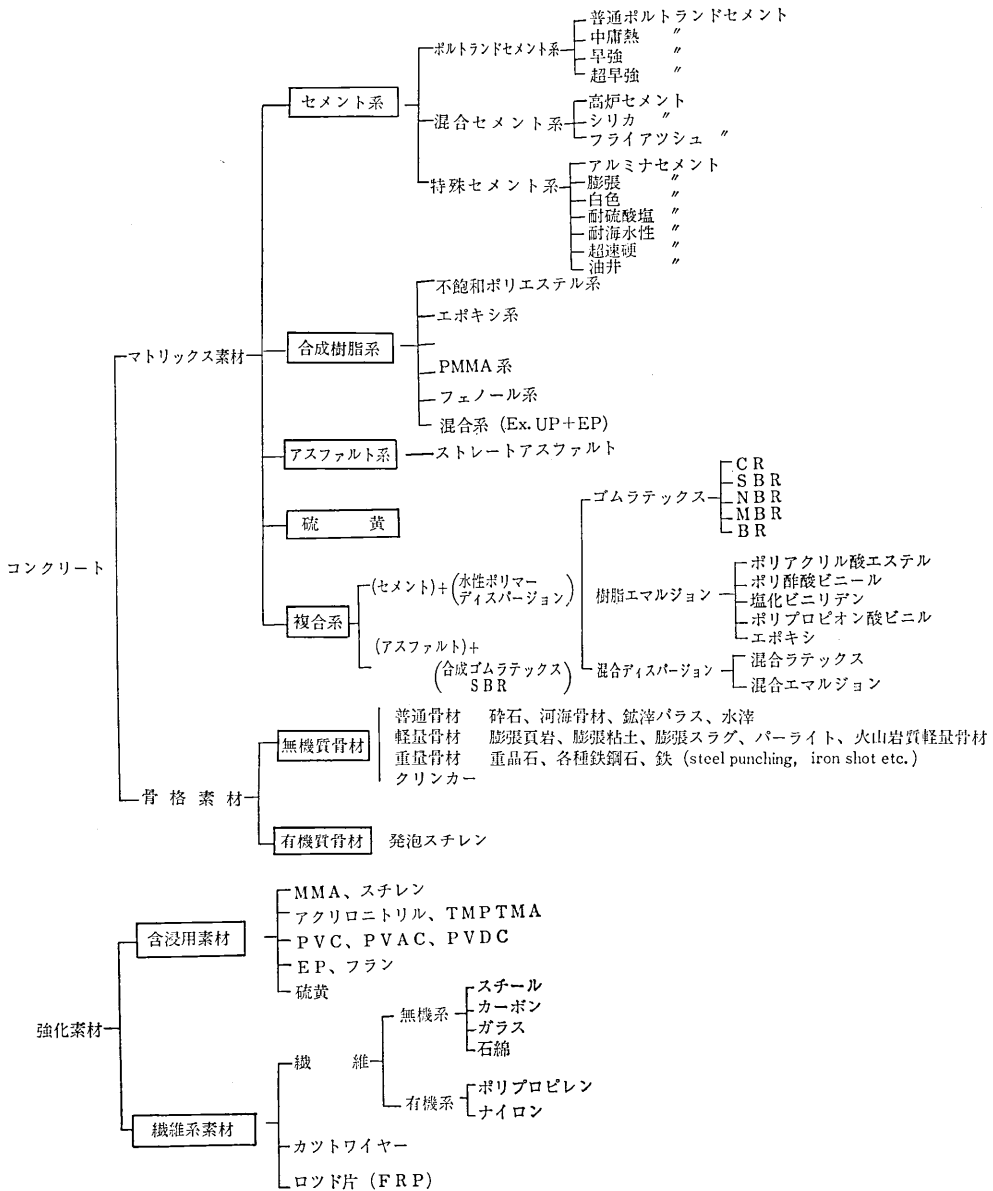 普通ポルトランドセメント
中庸熱 〃
ポルトランドセメント系
早強 〃
超早強 〃
セメント系
高炉セメント
混合セメント系
シリカ 〃
フライアツシュ 〃
アルミナセメント
特殊セメント系
膨張 〃
白色 〃
耐硫酸塩 〃
耐海水性 〃
超速硬 〃
油井 〃
不飽和ポリエステル系
エポキシ系
マトリックス素材
合成樹脂系
PMMA系
フェノール系
混合系 (Ex. UP+EP)
アスファルト系
ストレートアスファルト
CR
SBR
ゴムラテックス
NBR
MBR
BR
硫 黄
コンクリート
複合系
(セメント)+(水性ポリマー
ディスパージョン)
(アスファルト)+
(合成ゴムラテックス
SBR)
ポリアクリル酸エステル
ポリ酢酸ビニール
樹脂エマルジョン
塩化ビニリデン
ポリプロピオン酸ビニル
エポキシ
混合ディスパージョン
混合ラテックス
混合エマルジョン
普通骨材 砕石、河海骨材、鉱滓バラス、水滓
無機質骨材
軽量骨材 膨張頁岩、膨張粘土、膨張スラグ、パーライト、火山岩質軽量骨材
重量骨材 重晶石、各種鉄鋼石、鉄 (steel punching, iron shot etc.)
クリンカー
骨格素材
有機質骨材 発泡スチレン
MMA、スチレン
アクリロニトリル、TMPTMA
含浸用素材
PVC、PVAC、PVDC
EP、フラン
硫黄
強化素材
スチール
無機系
カーボン
ガラス
石綿
繊 維
ポリプロピレン
有機系
ナイロン
繊維系素材
カツトワイヤー
ロツド片 (FRP)